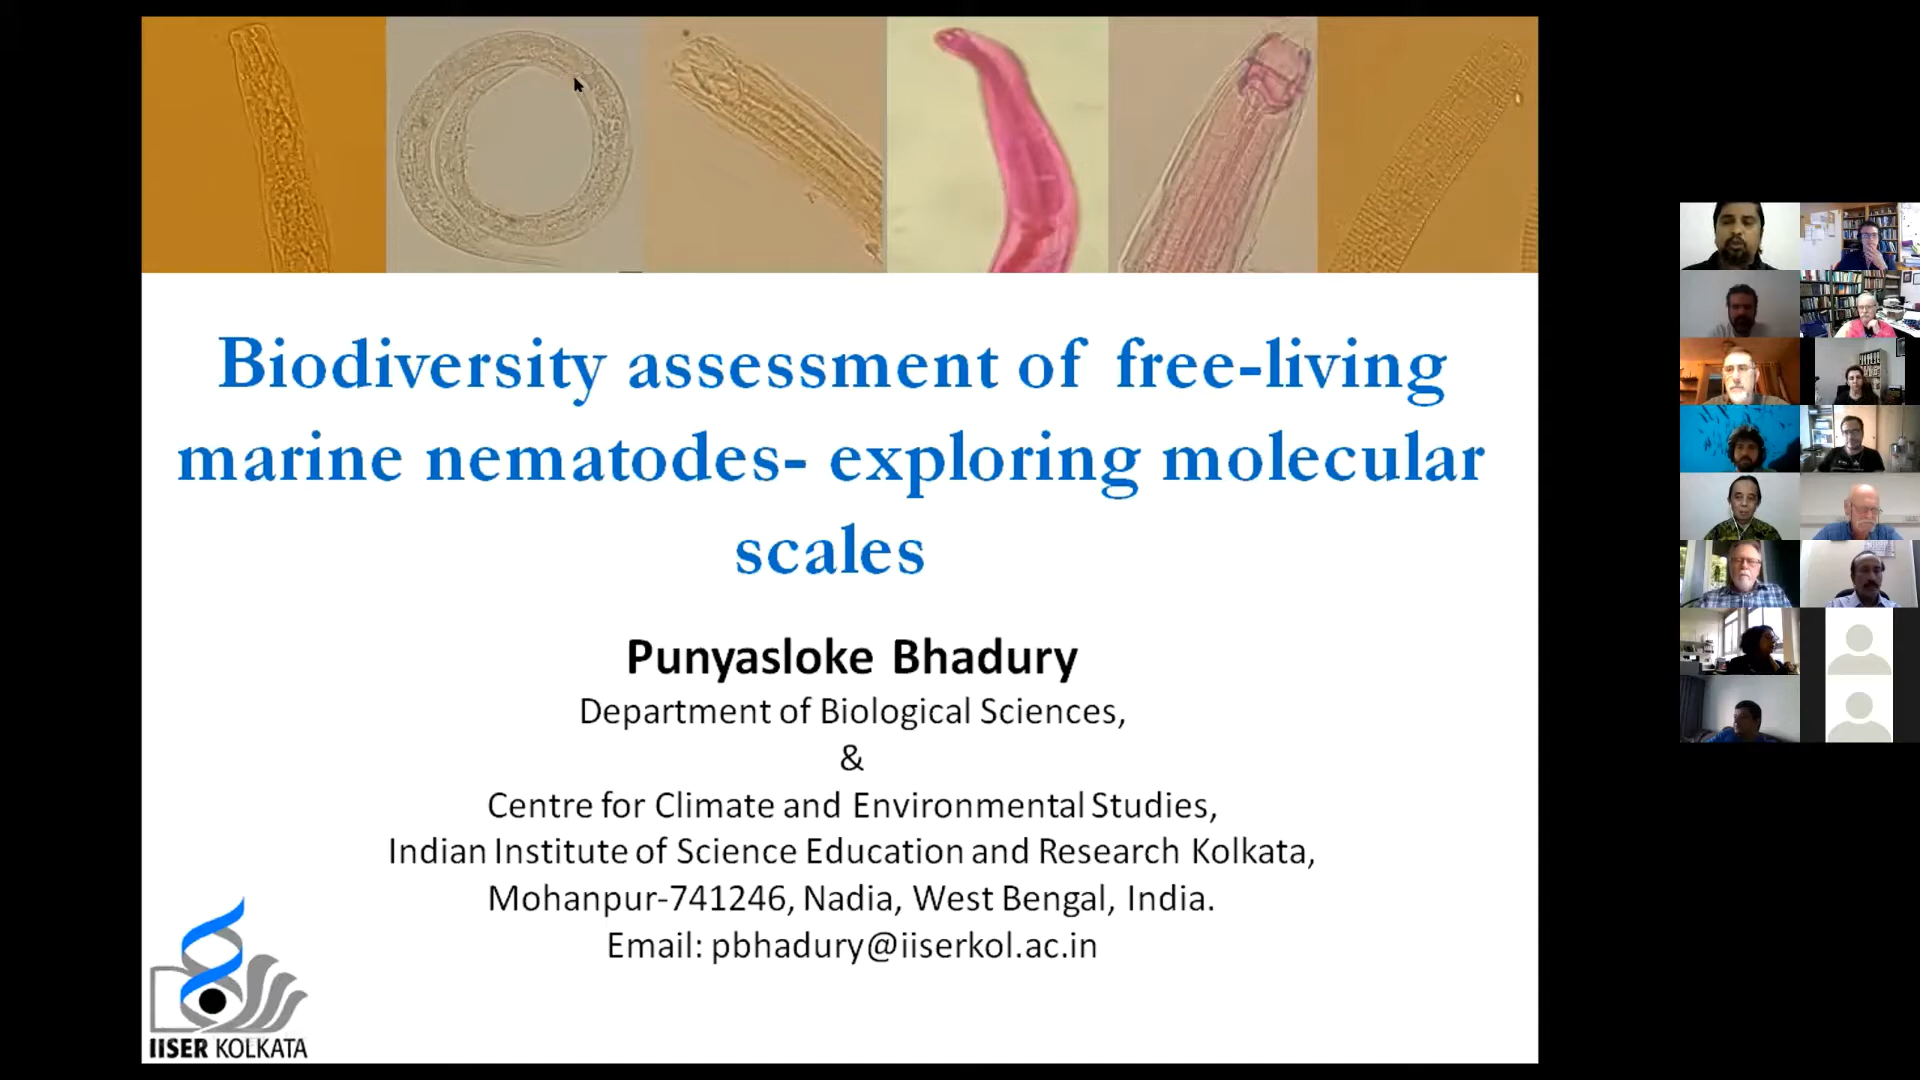 Biodiversity assessment of free-living
marine nematodes- exploring molecular
scales
Punyasloke Bhadury
Department of Biological Sciences,
&
Centre for Climate and Environmental Studies,
Indian Institute of Science Education and Research Kolkata,
Mohanpur-741246, Nadia, West Bengal, India.
Email: pbhadury@iiserkol.ac.in
IISER KOLKATA